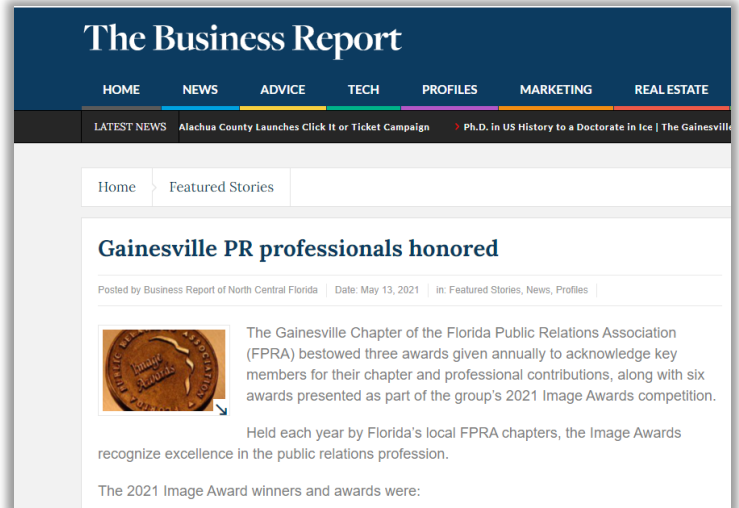 The Business Report
HOME NEWS ADVICE TECH PROFILES MARKETING REAL ESTATE
LATEST NEWS Alachua County Launches Click It or Ticket Campaign > Ph.D. in US History to a Doctorate in Ice | The Gainesville
Home Featured Stories
Gainesville PR professionals honored
Posted by Business Report of North Central Florida Date: May 13, 2021 in: Featured Stories, News, Profiles
Image
Awards
The Gainesville Chapter of the Florida Public Relations Association
(FPRA) bestowed three awards given annually to acknowledge key
members for their chapter and professional contributions, along with six
awards presented as part of the group's 2021 Image Awards competition.
Held each year by Florida's local FPRA chapters, the Image Awards
recognize excellence in the public relations profession.
The 2021 Image Award winners and awards were: